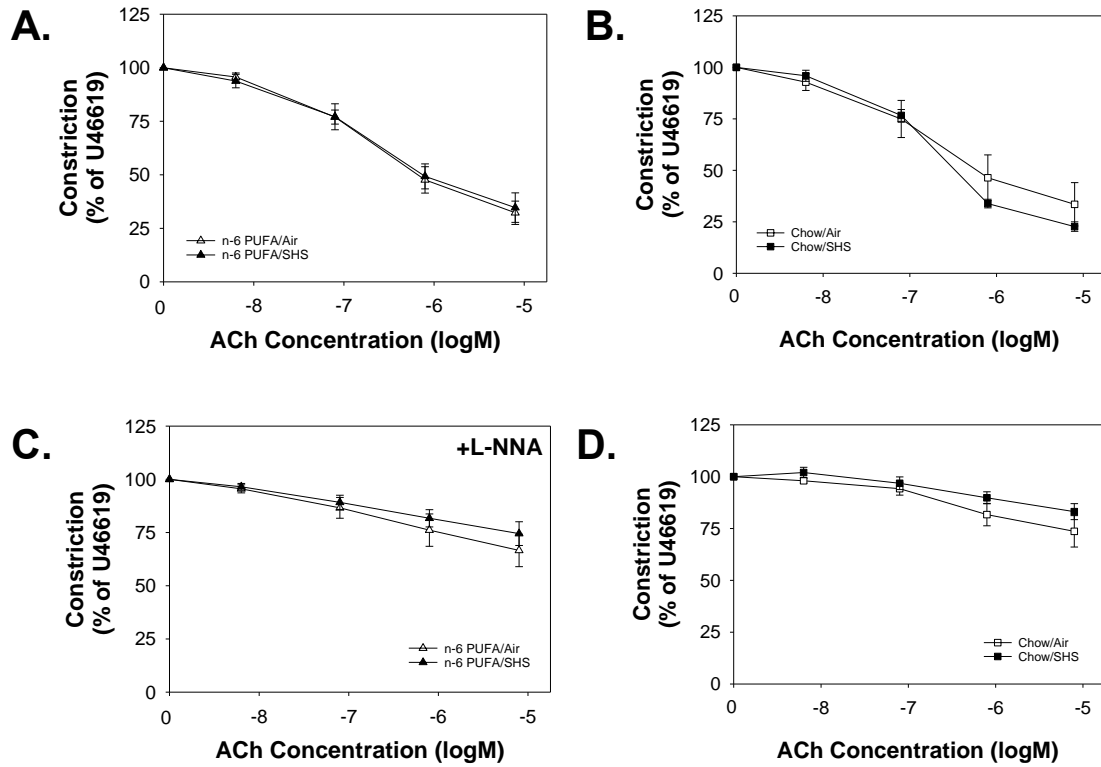 A.
125
100
75
50
25
0
Constriction
(% of U46619)
n-6 PUFA/Air
n-6 PUFA/SHS
0 -8 -7 -6 -5
ACh Concentration (logM)
B.
125
100
75
50
25
0
Constriction
(% of U46619)
Chow/Air
Chow/SHS
0 -8 -7 -6 -5
ACh Concentration (logM)
C.
125
100
75
50
25
0
Constriction
(% of U46619)
+L-NNA
n-6 PUFA/Air
n-6 PUFA/SHS
0 -8 -7 -6 -5
ACh Concentration (logM)
D.
125
100
75
50
25
0
Constriction
(% of U46619)
Chow/Air
Chow/SHS
0 -8 -7 -6 -5
ACh Concentration (logM)